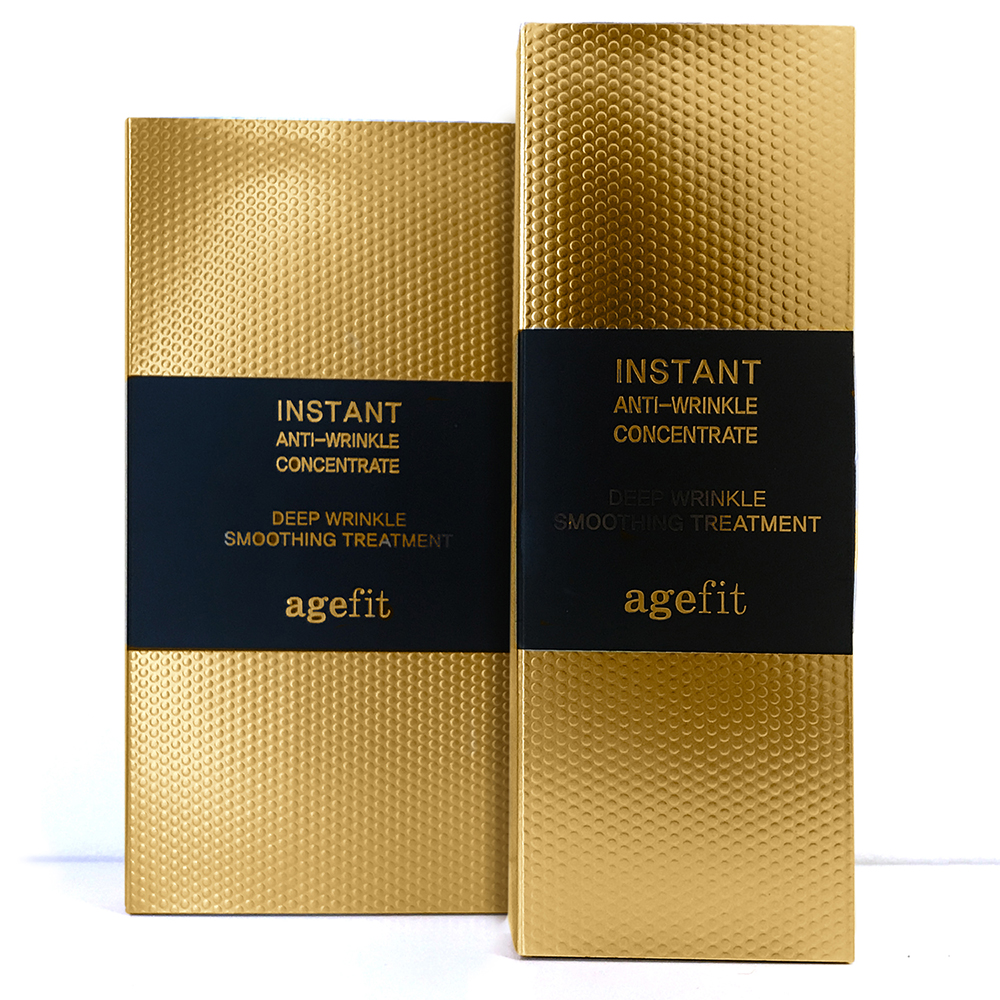 INSTANT
ANTI–WRINKLE
CONCENTRATE
DEEP WRINKLE
SMOOTHING TREATMENT
agefit
INSTANT
ANTI–WRINKLE
CONCENTRATE
DEEP WRINKLE
SMOOTHING TREATMENT
agefit